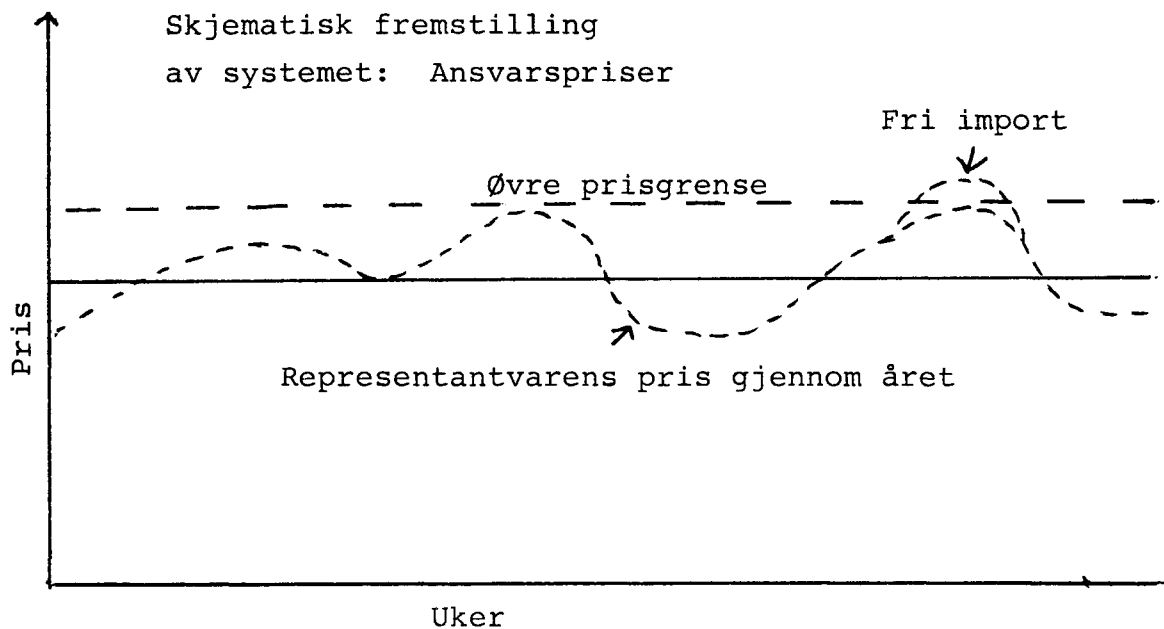 Skjematisk fremstilling
av systemet: Ansvarspriser
Fri import
Øvre prisgrense
Pris
Representantvarens pris gjennom året
Uker